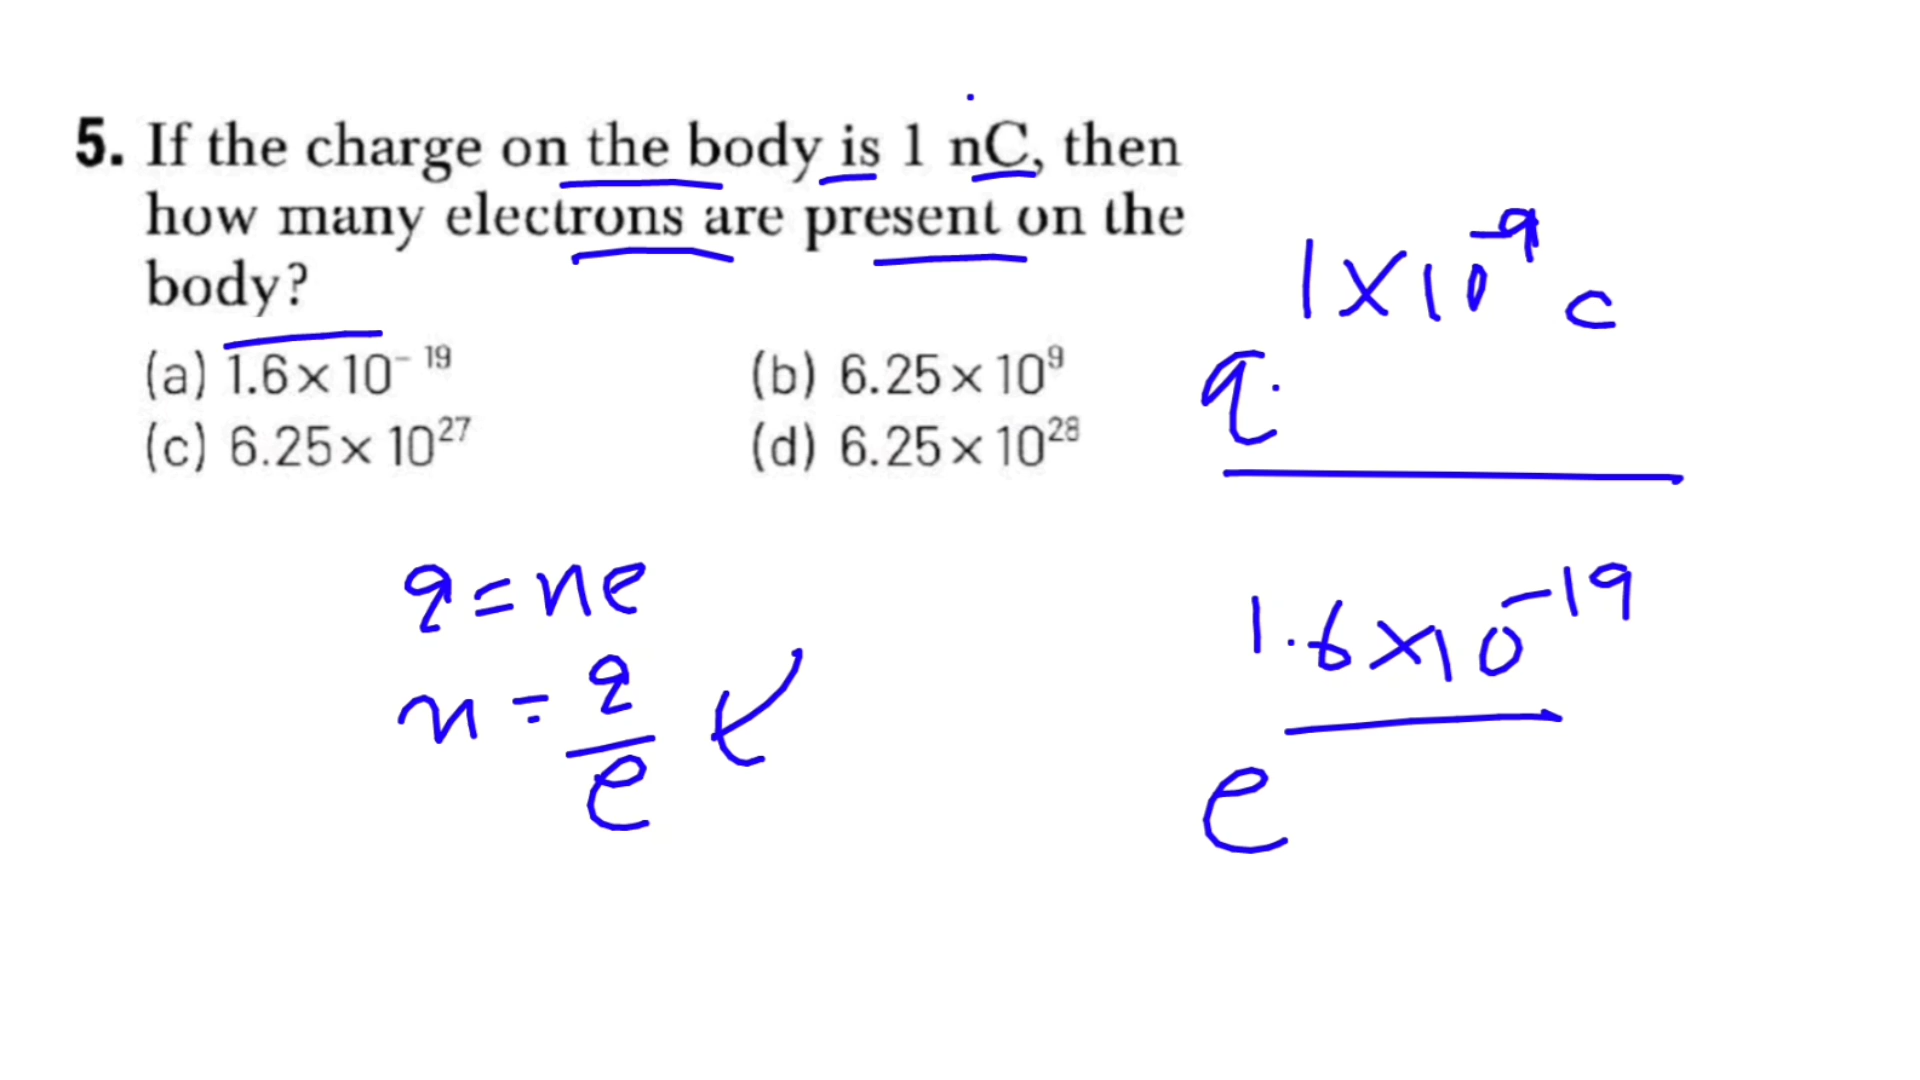 5. If the charge on the body is 1 nC, then
how many electrons are present on the
body?
(a) 1.6 × 10⁻¹⁹ (b) 6.25 × 10⁹
(c) 6.25 × 10²⁷ (d) 6.25 × 10²⁸
1×10⁻⁹ c
q
q = ne
1.6×10⁻¹⁹
n = q/e
e